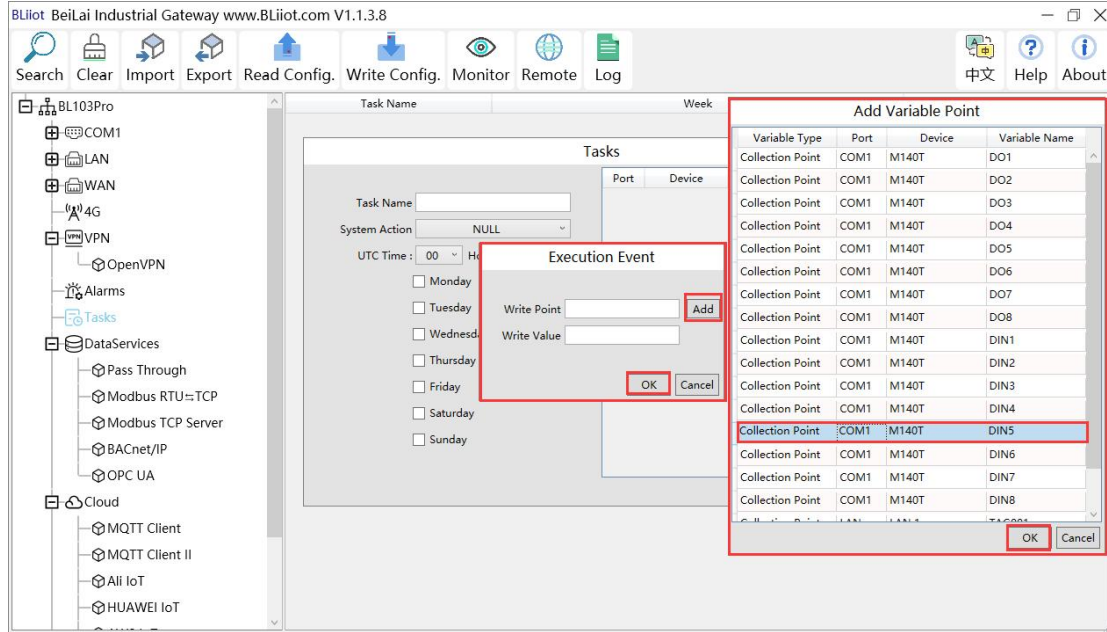 BLiiot BeiLai Industrial Gateway www.BLiiot.com V1.1.3.8
Search Clear Import Export Read Config. Write Config. Monitor Remote Log 中文 Help About
BL103Pro
COM1
LAN
WAN
4G
VPN
OpenVPN
Alarms
Tasks
DataServices
Pass Through
Modbus RTU⇆TCP
Modbus TCP Server
BACnet/IP
OPC UA
Cloud
MQTT Client
MQTT Client II
Ali IoT
HUAWEI IoT
Task Name Week
Tasks
Port Device
Task Name
System Action NULL
UTC Time : 00
Monday
Tuesday
Thursday
Friday
Saturday
Sunday
Execution Event
Write Point Add
Write Value
OK Cancel
Add Variable Point
Variable Type Port Device Variable Name
Collection Point COM1 M140T DO1
Collection Point COM1 M140T DO2
Collection Point COM1 M140T DO3
Collection Point COM1 M140T DO4
Collection Point COM1 M140T DO5
Collection Point COM1 M140T DO6
Collection Point COM1 M140T DO7
Collection Point COM1 M140T DO8
Collection Point COM1 M140T DIN1
Collection Point COM1 M140T DIN2
Collection Point COM1 M140T DIN3
Collection Point COM1 M140T DIN4
Collection Point COM1 M140T DIN5
Collection Point COM1 M140T DIN6
Collection Point COM1 M140T DIN7
Collection Point COM1 M140T DIN8
OK Cancel